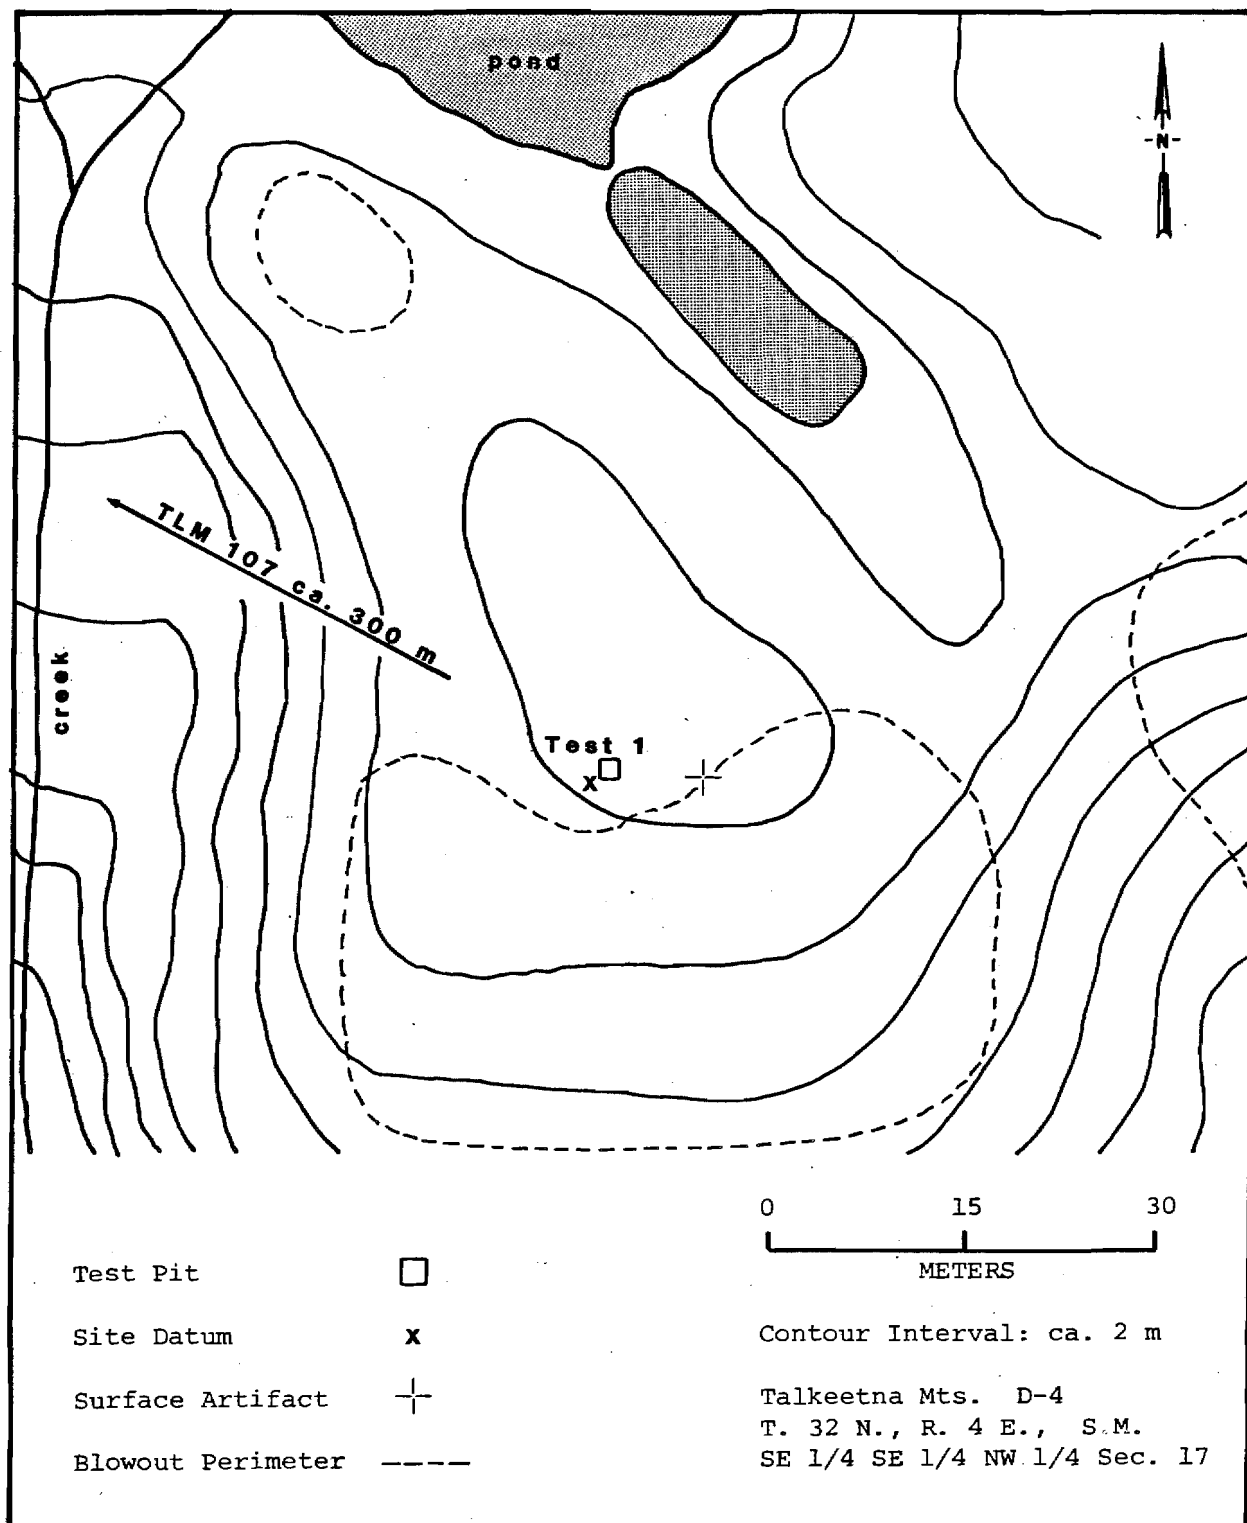 pond
-N-
TLM 107 ca. 300 m
creek
Test 1
x
0 15 30
METERS
Test Pit
Site Datum x
Surface Artifact
Blowout Perimeter
Contour Interval: ca. 2 m
Talkeetna Mts. D-4
T. 32 N., R. 4 E., S.M.
SE 1/4 SE 1/4 NW 1/4 Sec. 17